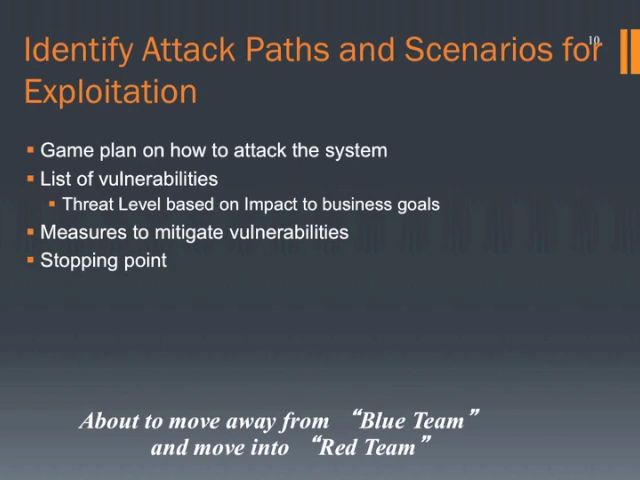 10
Identify Attack Paths and Scenarios for
Exploitation
▪ Game plan on how to attack the system
▪ List of vulnerabilities
▪ Threat Level based on Impact to business goals
▪ Measures to mitigate vulnerabilities
▪ Stopping point
About to move away from “Blue Team”
and move into “Red Team”